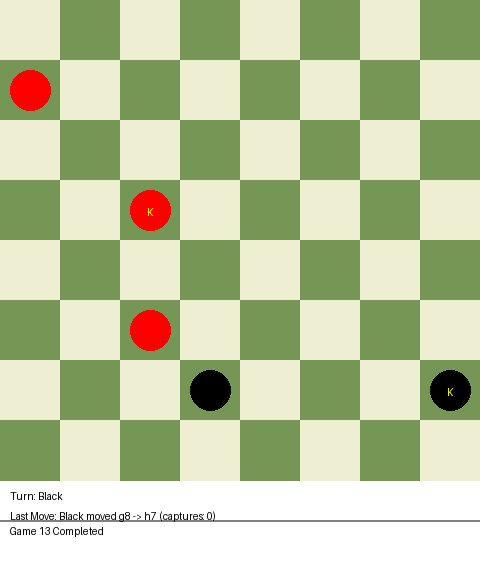 K
K
Turn: Black
Last Move: Black moved g8 -> h7 (captures: 0)
Game 13 Completed